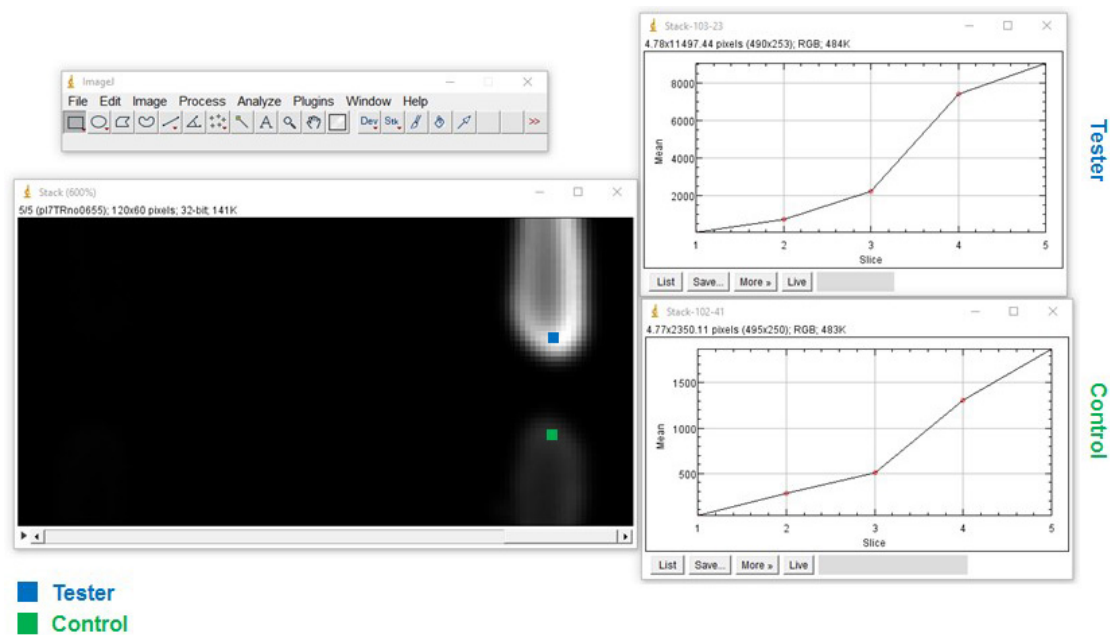 ImageJ
File Edit Image Process Analyze Plugins Window Help
Dev Stk >>
Stack (600%)
5/5 (pl7TRno0655); 120x60 pixels; 32-bit; 141K
Tester
Control
Stack-103-23
4.78x11497.44 pixels (490x253); RGB; 484K
8000
6000
4000
2000
Mean
1 2 3 4 5
Slice
List Save... More » Live
Tester
Stack-102-41
4.77x2350.11 pixels (495x250); RGB; 483K
1500
1000
500
Mean
1 2 3 4 5
Slice
List Save... More » Live
Control